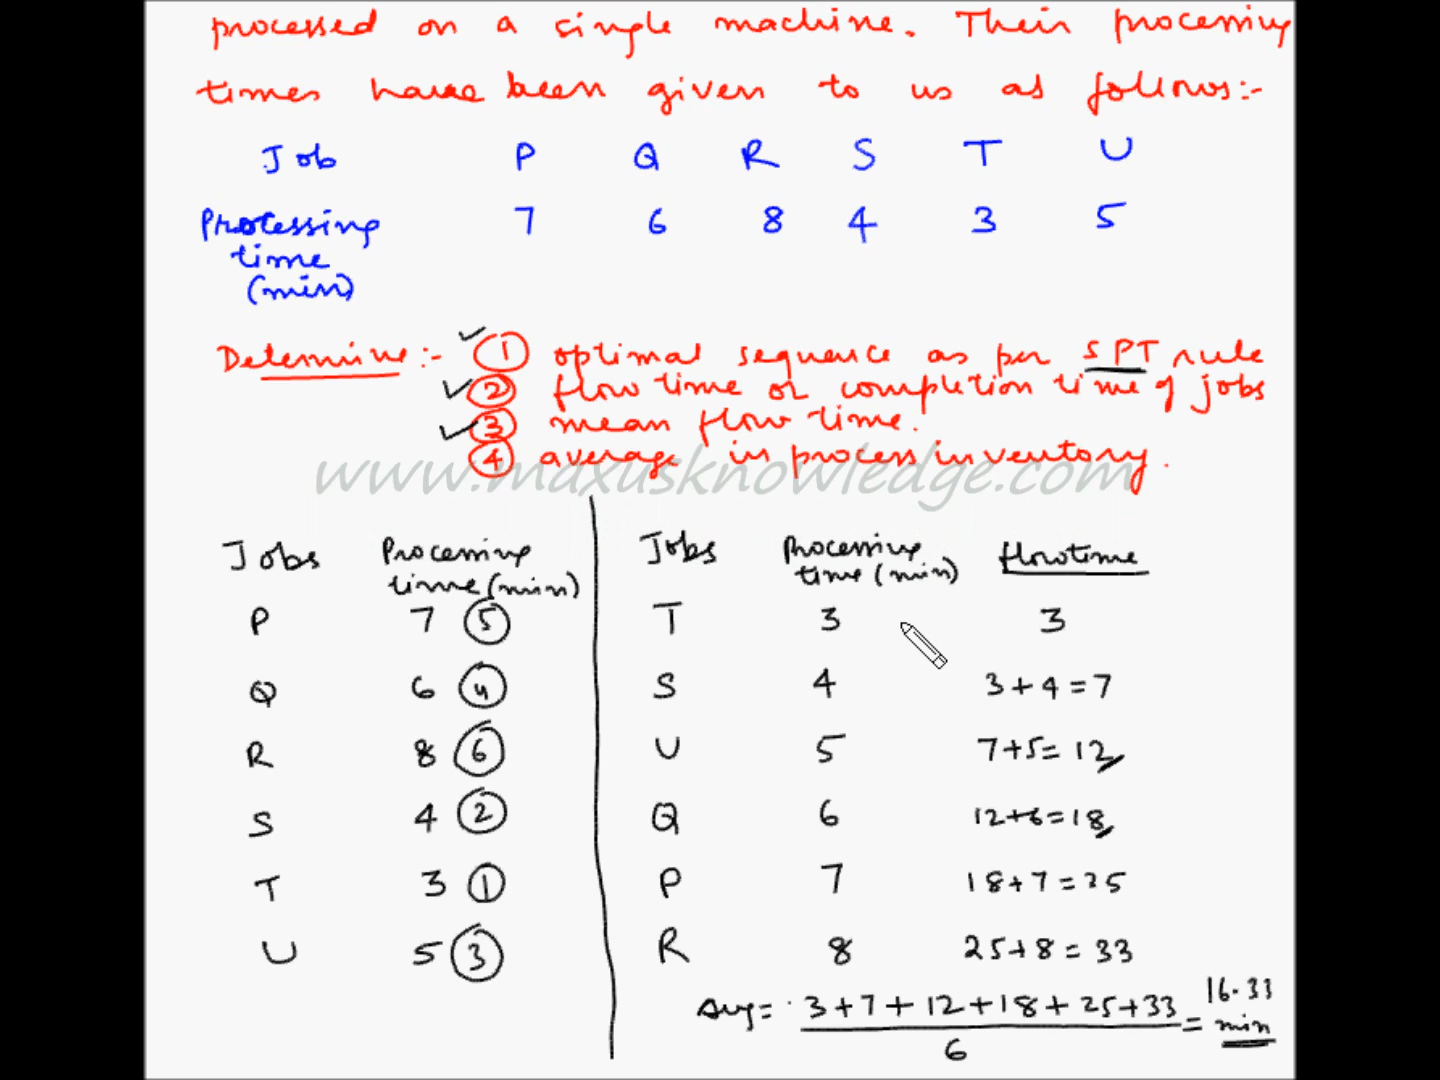 processed on a single machine. Their processing
times have been given to us as follows:-
Job P Q R S T U
Processing time (min) 7 6 8 4 3 5
Determine:- ① optimal sequence as per SPT rule
② flow time or completion time of jobs
③ mean flow time.
④ average in process inventory.
www.maxusknowledge.com
Jobs Processing time (min)
P 7 ⑤
Q 6 ④
R 8 ⑥
S 4 ②
T 3 ①
U 5 ③
Jobs Processing time (min) flowtime
T 3 3
S 4 3+4=7
U 5 7+5=12
Q 6 12+6=18
P 7 18+7=25
R 8 25+8=33
Avg = 3+7+12+18+25+33 / 6 = 16.33 min